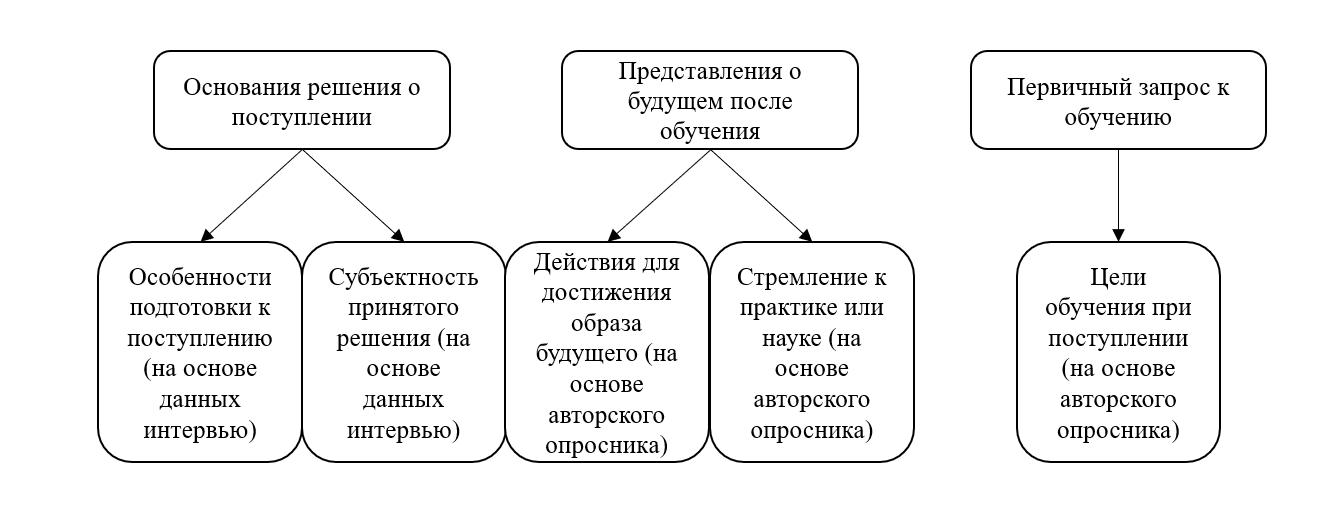 Основания решения о
поступлении
Представления о
будущем после
обучения
Первичный запрос к
обучению
Особенности
подготовки к
поступлению
(на основе
данных
интервью)
Субъектность
принятого
решения (на
основе
данных
интервью)
Действия для
достижения
образа
будущего (на
основе
авторского
опросника)
Стремление к
практике или
науке (на
основе
авторского
опросника)
Цели
обучения при
поступлении
(на основе
авторского
опросника)